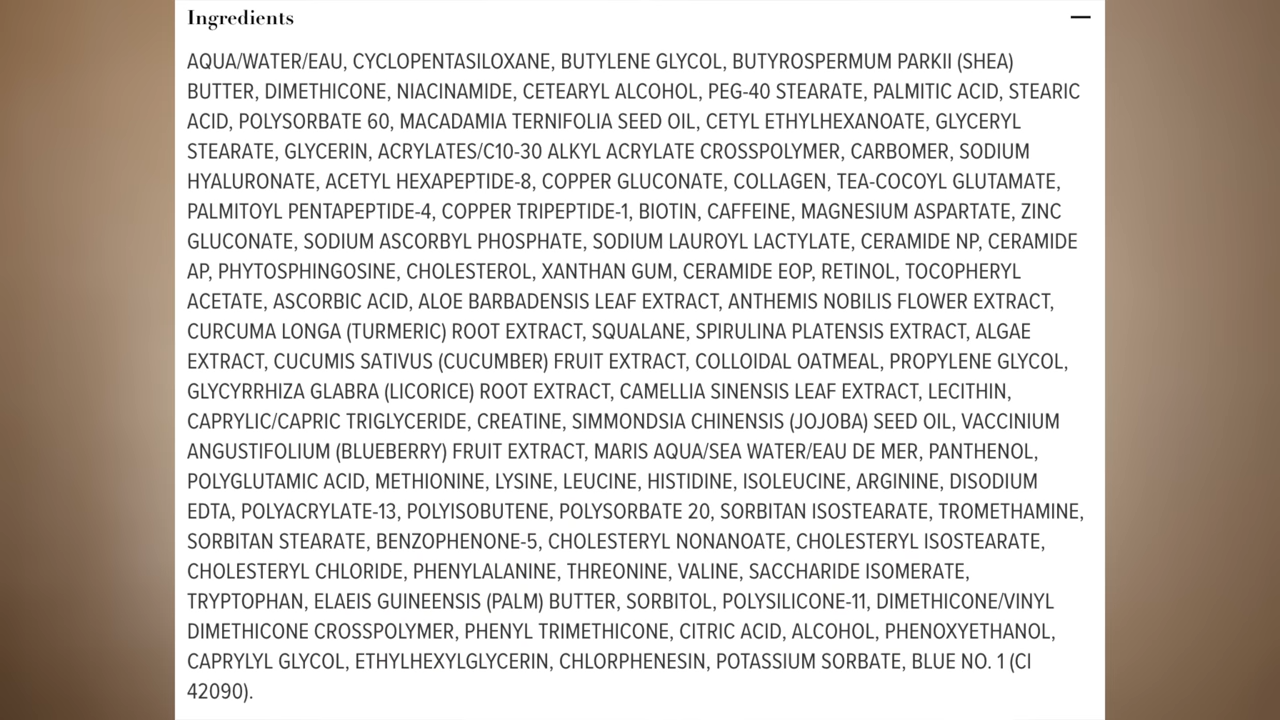 Ingredients
AQUA/WATER/EAU, CYCLOPENTASILOXANE, BUTYLENE GLYCOL, BUTYROSPERMUM PARKII (SHEA)
BUTTER, DIMETHICONE, NIACINAMIDE, CETEARYL ALCOHOL, PEG-40 STEARATE, PALMITIC ACID, STEARIC
ACID, POLYSORBATE 60, MACADAMIA TERNIFOLIA SEED OIL, CETYL ETHYLHEXANOATE, GLYCERYL
STEARATE, GLYCERIN, ACRYLATES/C10-30 ALKYL ACRYLATE CROSSPOLYMER, CARBOMER, SODIUM
HYALURONATE, ACETYL HEXAPEPTIDE-8, COPPER GLUCONATE, COLLAGEN, TEA-COCOYL GLUTAMATE,
PALMITOYL PENTAPEPTIDE-4, COPPER TRIPEPTIDE-1, BIOTIN, CAFFEINE, MAGNESIUM ASPARTATE, ZINC
GLUCONATE, SODIUM ASCORBYL PHOSPHATE, SODIUM LAUROYL LACTYLATE, CERAMIDE NP, CERAMIDE
AP, PHYTOSPHINGOSINE, CHOLESTEROL, XANTHAN GUM, CERAMIDE EOP, RETINOL, TOCOPHERYL
ACETATE, ASCORBIC ACID, ALOE BARBADENSIS LEAF EXTRACT, ANTHEMIS NOBILIS FLOWER EXTRACT,
CURCUMA LONGA (TURMERIC) ROOT EXTRACT, SQUALANE, SPIRULINA PLATENSIS EXTRACT, ALGAE
EXTRACT, CUCUMIS SATIVUS (CUCUMBER) FRUIT EXTRACT, COLLOIDAL OATMEAL, PROPYLENE GLYCOL,
GLYCYRRHIZA GLABRA (LICORICE) ROOT EXTRACT, CAMELLIA SINENSIS LEAF EXTRACT, LECITHIN,
CAPRYLIC/CAPRIC TRIGLYCERIDE, CREATINE, SIMMONDSIA CHINENSIS (JOJOBA) SEED OIL, VACCINIUM
ANGUSTIFOLIUM (BLUEBERRY) FRUIT EXTRACT, MARIS AQUA/SEA WATER/EAU DE MER, PANTHENOL,
POLYGLUTAMIC ACID, METHIONINE, LYSINE, LEUCINE, HISTIDINE, ISOLEUCINE, ARGININE, DISODIUM
EDTA, POLYACRYLATE-13, POLYISOBUTENE, POLYSORBATE 20, SORBITAN ISOSTEARATE, TROMETHAMINE,
SORBITAN STEARATE, BENZOPHENONE-5, CHOLESTERYL NONANOATE, CHOLESTERYL ISOSTEARATE,
CHOLESTERYL CHLORIDE, PHENYLALANINE, THREONINE, VALINE, SACCHARIDE ISOMERATE,
TRYPTOPHAN, ELAEIS GUINEENSIS (PALM) BUTTER, SORBITOL, POLYSILICONE-11, DIMETHICONE/VINYL
DIMETHICONE CROSSPOLYMER, PHENYL TRIMETHICONE, CITRIC ACID, ALCOHOL, PHENOXYETHANOL,
CAPRYLYL GLYCOL, ETHYLHEXYLGLYCERIN, CHLORPHENESIN, POTASSIUM SORBATE, BLUE NO. 1 (CI
42090).